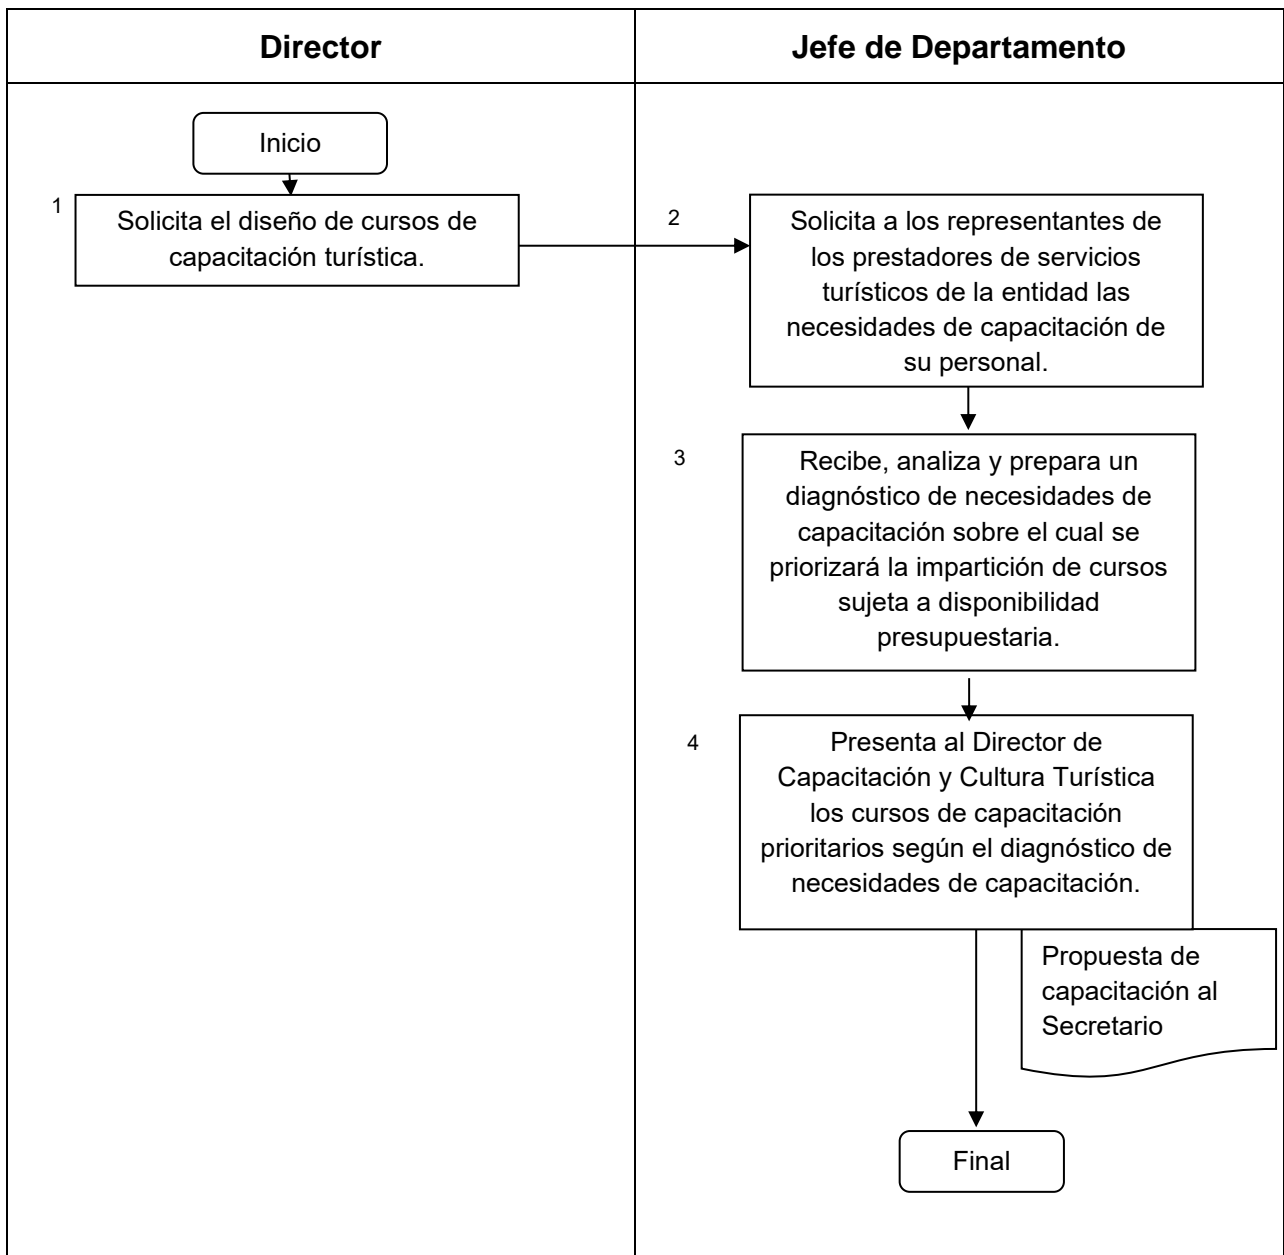 Director
Jefe de Departamento
Inicio
1
Solicita el diseño de cursos de
capacitación turística.
2
Solicita a los representantes de
los prestadores de servicios
turísticos de la entidad las
necesidades de capacitación de
su personal.
3
Recibe, analiza y prepara un
diagnóstico de necesidades de
capacitación sobre el cual se
priorizará la impartición de cursos
sujeta a disponibilidad
presupuestaria.
4
Presenta al Director de
Capacitación y Cultura Turística
los cursos de capacitación
prioritarios según el diagnóstico de
necesidades de capacitación.
Propuesta de
capacitación al
Secretario
Final